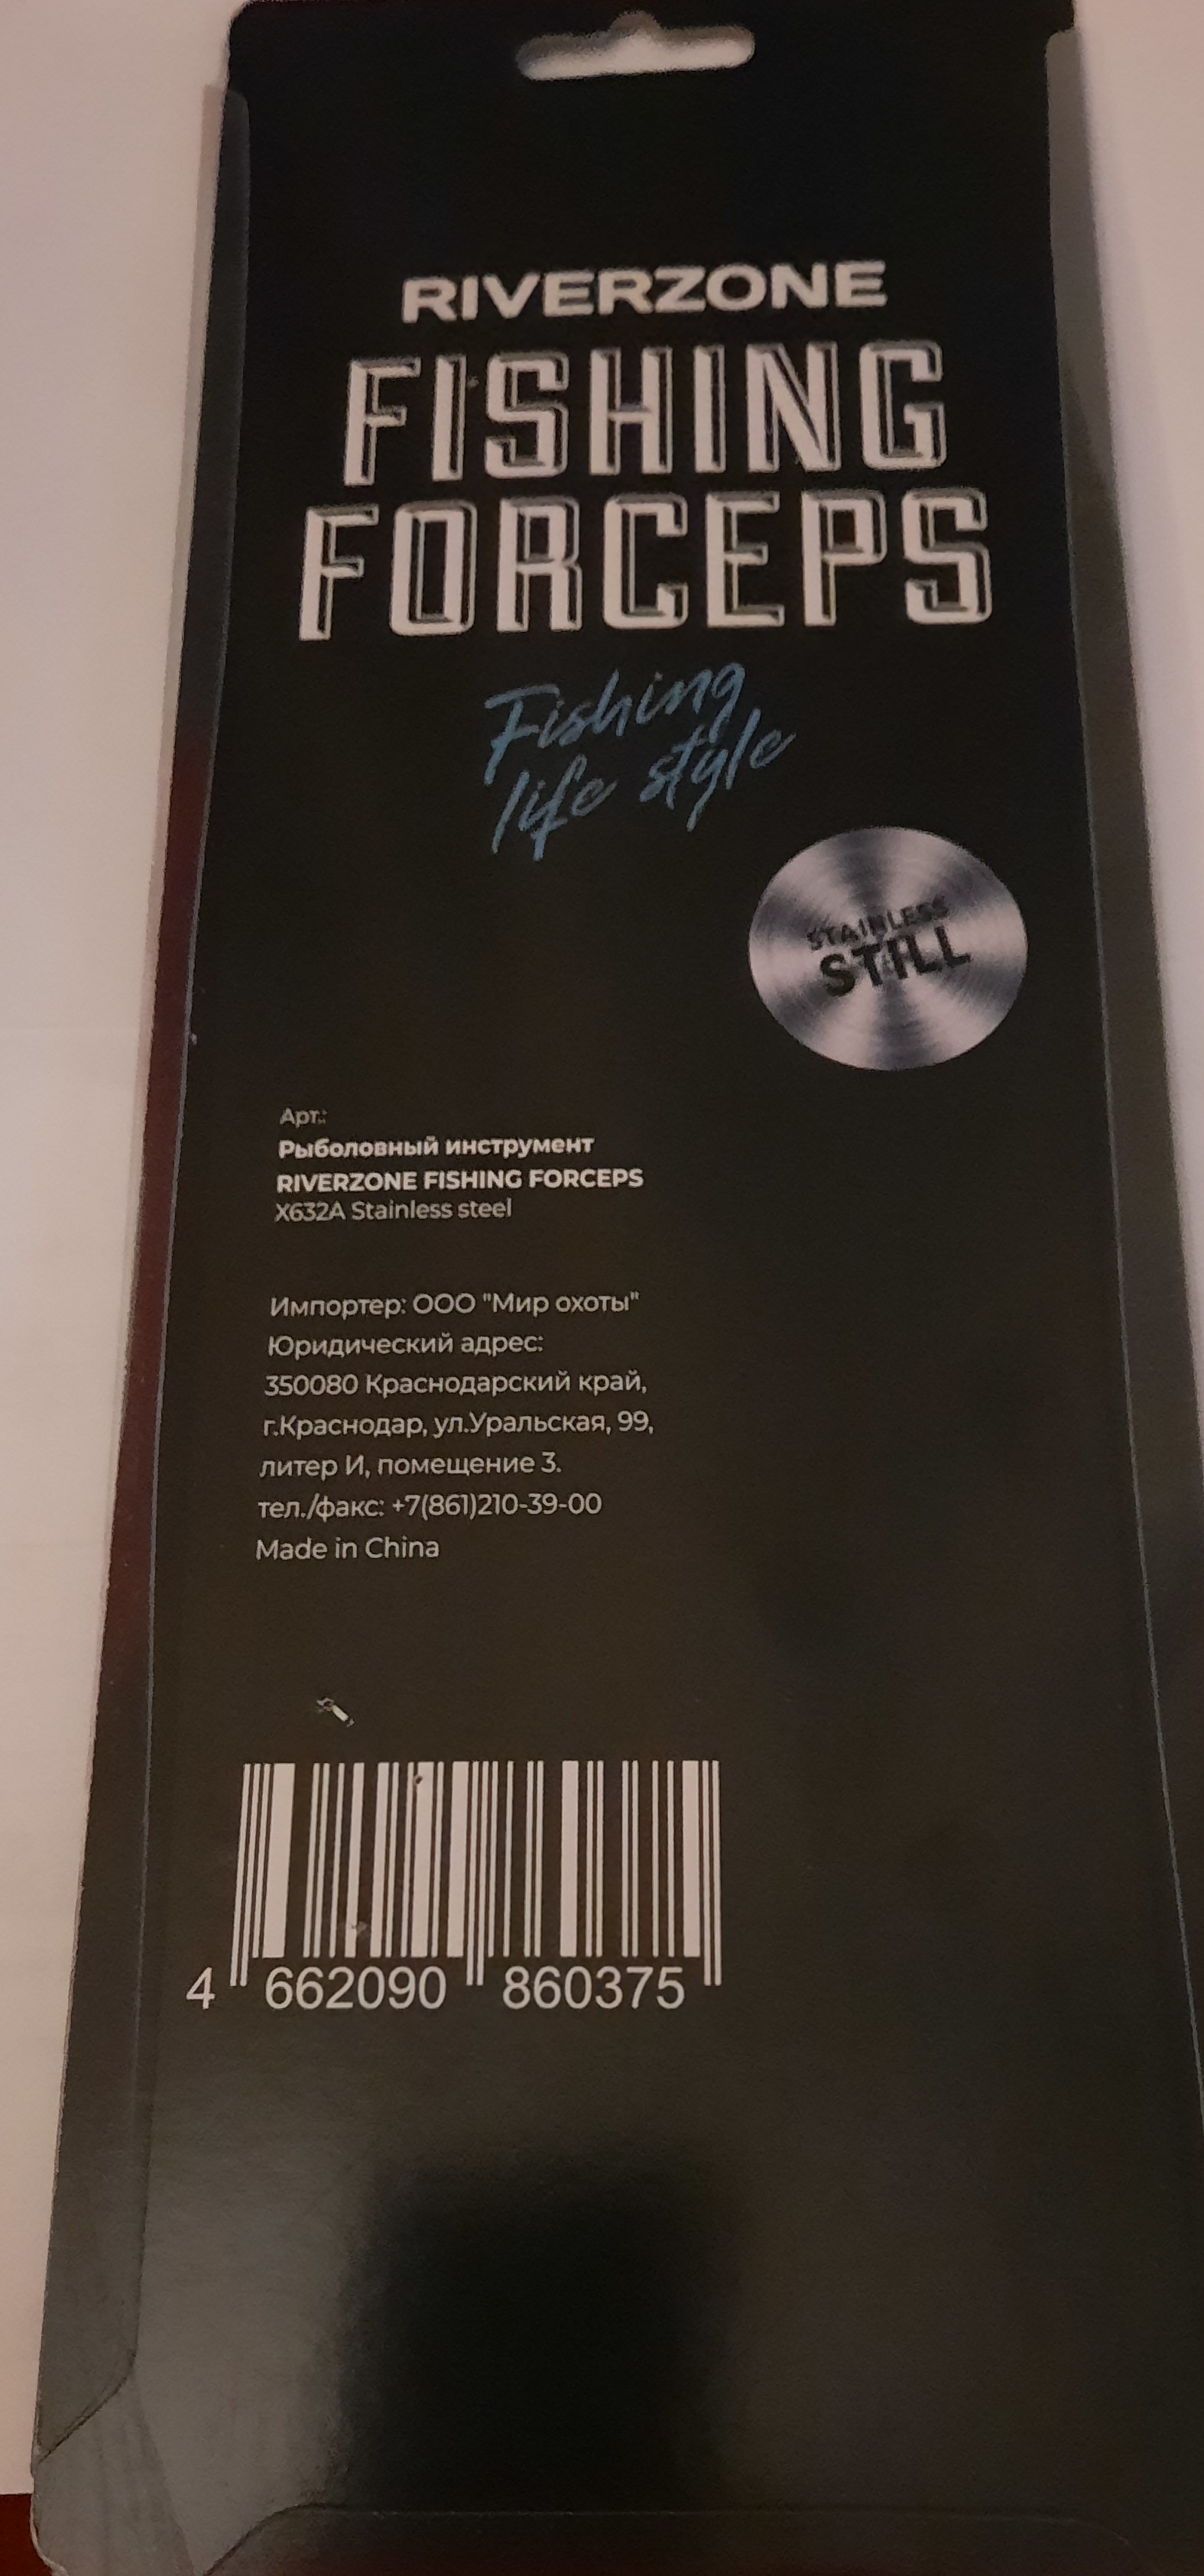 RIVERZONE
FISHING
FORCEPS
Fishing
life style
STAINLESS
STILL
Арт.:
Рыболовный инструмент
RIVERZONE FISHING FORCEPS
X632A Stainless steel
Импортер: ООО "Мир охоты"
Юридический адрес:
350080 Краснодарский край,
г.Краснодар, ул.Уральская, 99,
литер И, помещение 3.
тел./факс: +7(861)210-39-00
Made in China
4 662090 860375